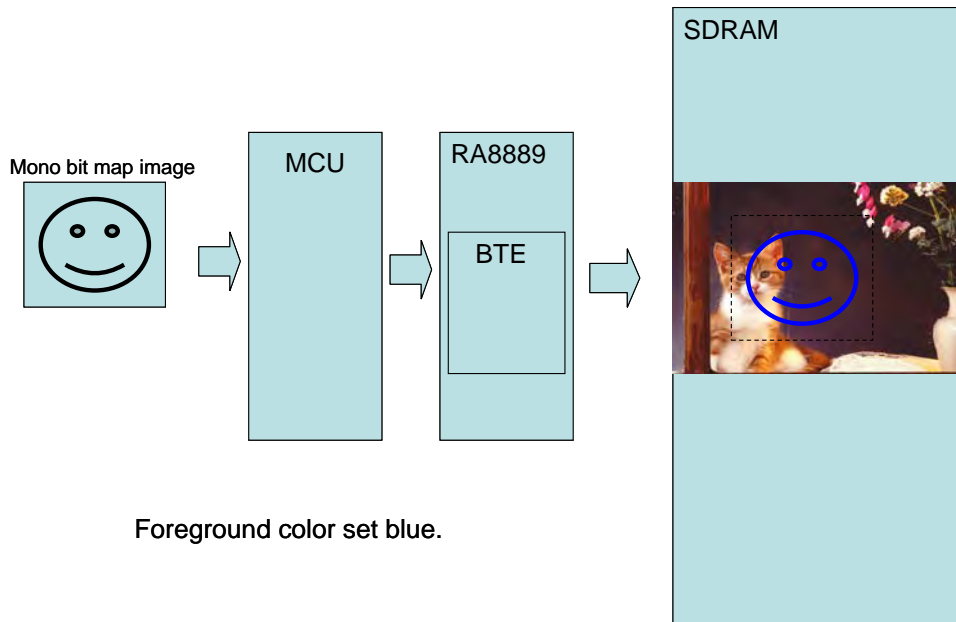 SDRAM
Mono bit map image
MCU
RA8889
BTE
Foreground color set blue.